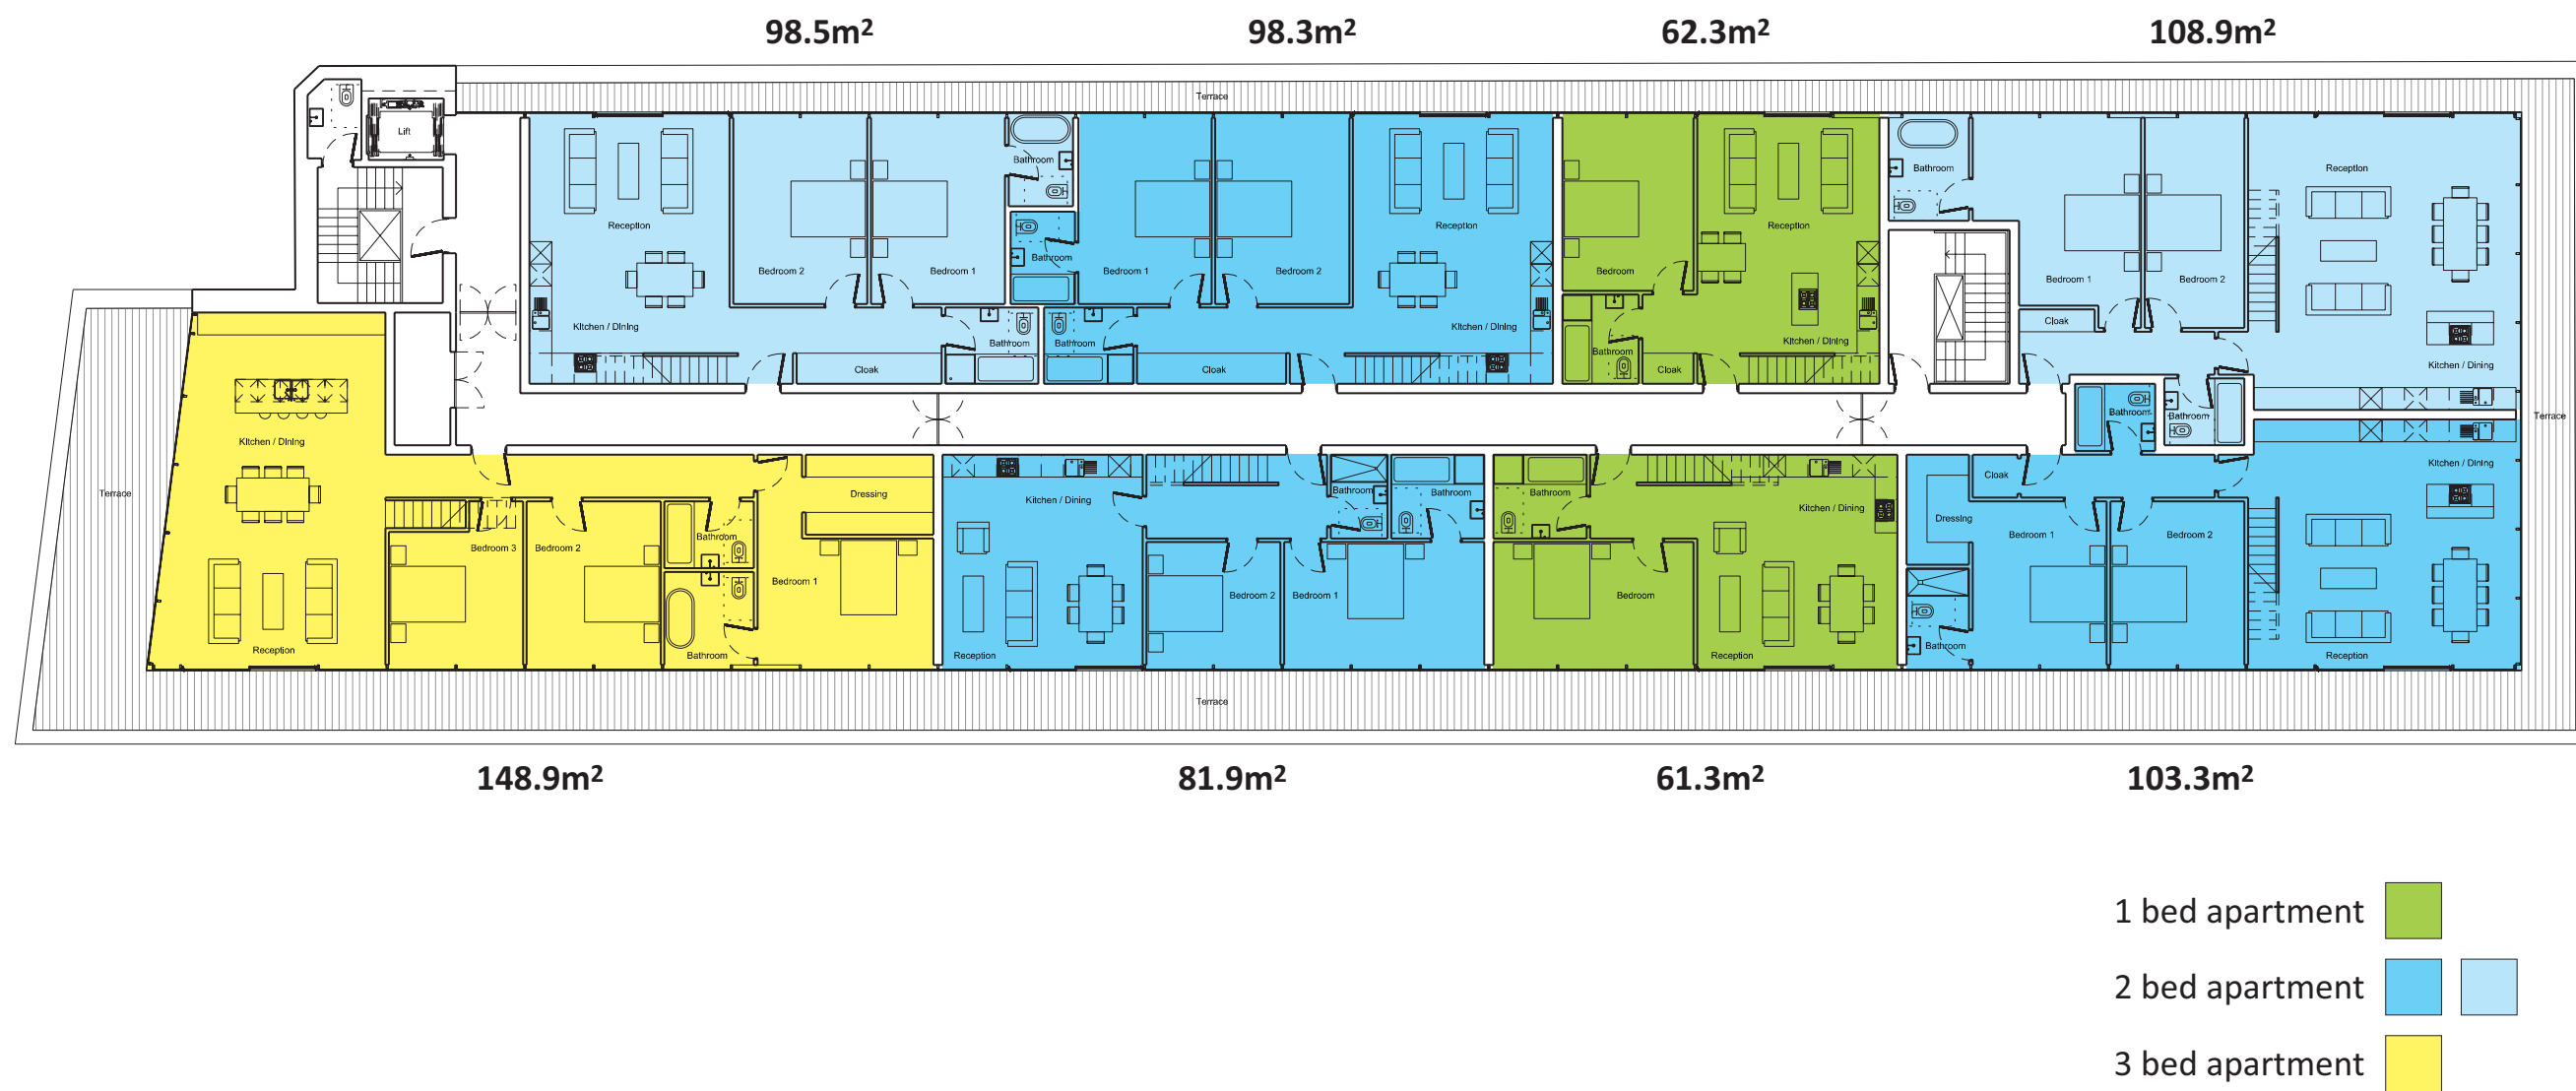 98.5m² 98.3m² 62.3m² 108.9m²
Terrace
Lift
Bathroom
Bathroom
Reception
Reception
Reception
Reception
Bathroom
Bedroom 2
Bedroom 1
Bedroom 1
Bedroom 2
Bedroom
Bedroom 1
Bedroom 2
Kitchen / Dining
Bathroom
Bathroom
Kitchen / Dining
Bathroom
Kitchen / Dining
Cloak
Kitchen / Dining
Cloak
Cloak
Cloak
Terrace
Bathroom
Bathroom
Kitchen / Dining
Kitchen / Dining
Cloak
Terrace
Dressing
Kitchen / Dining
Bathroom
Bathroom
Bathroom
Kitchen / Dining
Dressing
Bedroom 3
Bedroom 2
Bathroom
Bedroom 1
Bedroom 1
Bedroom 2
Bedroom 2
Bedroom 1
Bedroom
Reception
Bathroom
Reception
Reception
Bathroom
Reception
Terrace
148.9m² 81.9m² 61.3m² 103.3m²
1 bed apartment
2 bed apartment
3 bed apartment